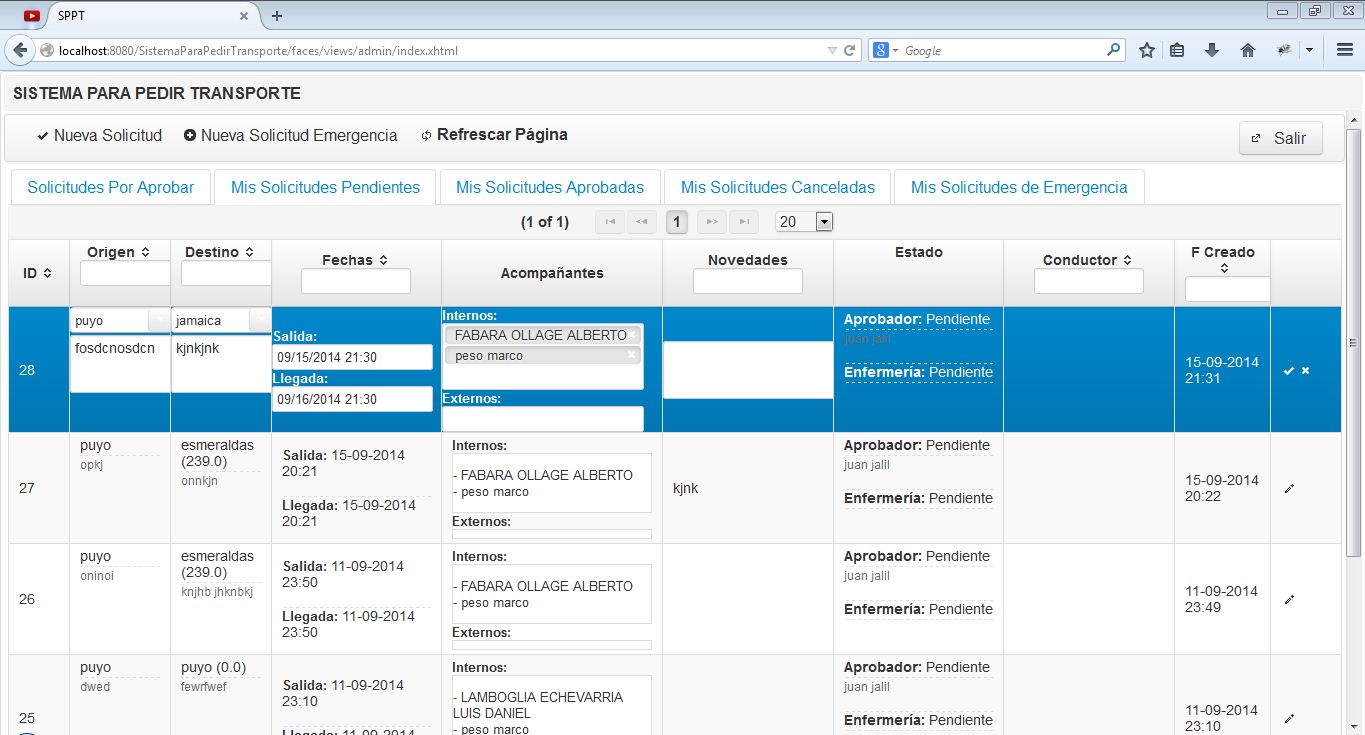 SPPT
localhost:8080/SistemaParaPedirTransporte/faces/views/admin/index.xhtml
Google
SISTEMA PARA PEDIR TRANSPORTE
Nueva Solicitud
Nueva Solicitud Emergencia
Refrescar Página
Salir
Solicitudes Por Aprobar
Mis Solicitudes Pendientes
Mis Solicitudes Aprobadas
Mis Solicitudes Canceladas
Mis Solicitudes de Emergencia
(1 of 1)
1
20
ID
Origen
Destino
Fechas
Acompañantes
Novedades
Estado
Conductor
F Creado
28
puyo
fosdcnosdcn
jamaica
kjnkjnk
Salida:
09/15/2014 21:30
Llegada:
09/16/2014 21:30
Internos:
FABARA OLLAGE ALBERTO
peso marco
Externos:
Aprobador: Pendiente
juan jalil
Enfermería: Pendiente
15-09-2014
21:31
27
puyo
opkj
esmeraldas
(239.0)
onnkjn
Salida: 15-09-2014
20:21
Llegada: 15-09-2014
20:21
Internos:
- FABARA OLLAGE ALBERTO
- peso marco
Externos:
kjnk
Aprobador: Pendiente
juan jalil
Enfermería: Pendiente
15-09-2014
20:22
26
puyo
oninoi
esmeraldas
(239.0)
knjhb jhknbkj
Salida: 11-09-2014
23:50
Llegada: 11-09-2014
23:50
Internos:
- FABARA OLLAGE ALBERTO
- peso marco
Externos:
Aprobador: Pendiente
juan jalil
Enfermería: Pendiente
11-09-2014
23:49
25
puyo
dwed
puyo (0.0)
fewrfwef
Salida: 11-09-2014
23:10
Llegada: 11-09-2014
Internos:
- LAMBOGLIA ECHEVARRIA
LUIS DANIEL
- peso marco
Aprobador: Pendiente
juan jalil
Enfermería: Pendiente
11-09-2014
23:10